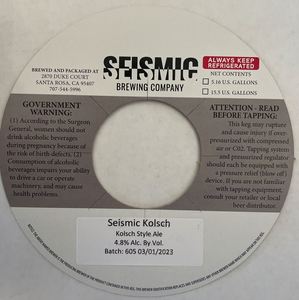 BREWED AND PACKAGED AT
2870 DUKE COURT
SANTA ROSA, CA 95407
707-544-5996
SEISMIC
BREWING COMPANY
ALWAYS KEEP
REFRIGERATED
NET CONTENTS
5.16 U.S. GALLONS
15.5 U.S. GALLONS
GOVERNMENT
WARNING:
(1) According to the Surgeon
General, women should not
drink alcoholic beverages
during pregnancy because of
the risk of birth defects. (2)
Consumption of alcoholic
beverages impairs your ability
to drive a car or operate
machinery, and may cause
health problems.
ATTENTION - READ
BEFORE TAPPING:
This keg may rupture
and cause injury if over-
pressurized with compressed
air or CO2. Tapping system
and pressurized regulator
should each be equipped with
a pressure relief (blow off)
device. If you are not familiar
with tapping equipment,
consult your retailer or local
beer distributor.
Seismic Kolsch
Kolsch Style Ale
4.8% Alc. By Vol.
Batch: 605 03/01/2023